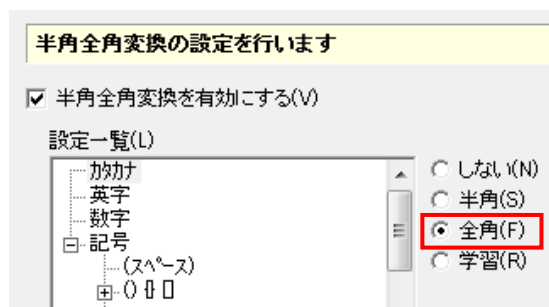 半角全角変換の設定を行います
半角全角変換を有効にする(V)
設定一覧(L)
ｶﾀｶﾅ
英字
数字
記号
(ｽﾍﾟｰｽ)
() {} []
しない(N)
半角(S)
全角(F)
学習(R)